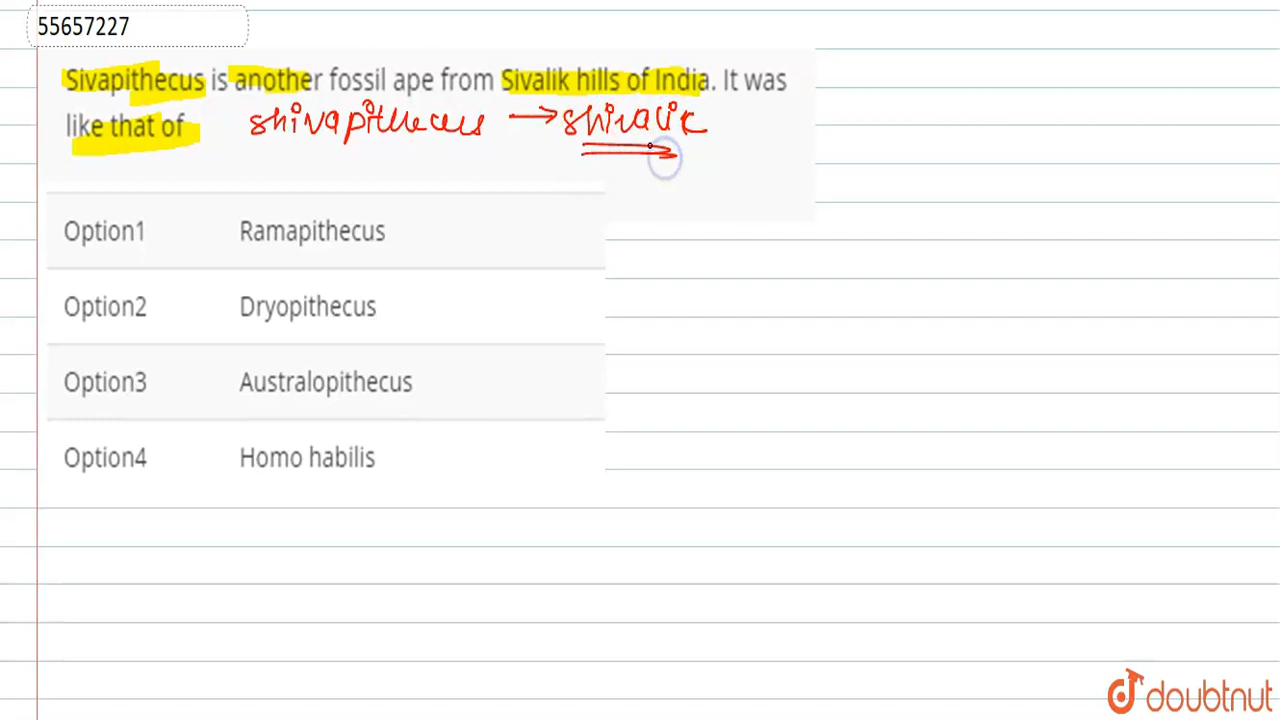 55657227
Sivapithecus is another fossil ape from Sivalik hills of India. It was
like that of
shivapithecus → shivalik
Option1 Ramapithecus
Option2 Dryopithecus
Option3 Australopithecus
Option4 Homo habilis
doubtnut